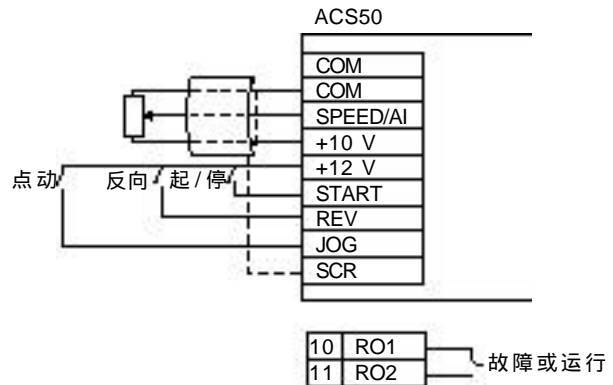 ACS50
COM
COM
SPEED/AI
+10 V
+12 V
点动 反向 起/停 START
REV
JOG
SCR
10 RO1
故障或运行
11 RO2